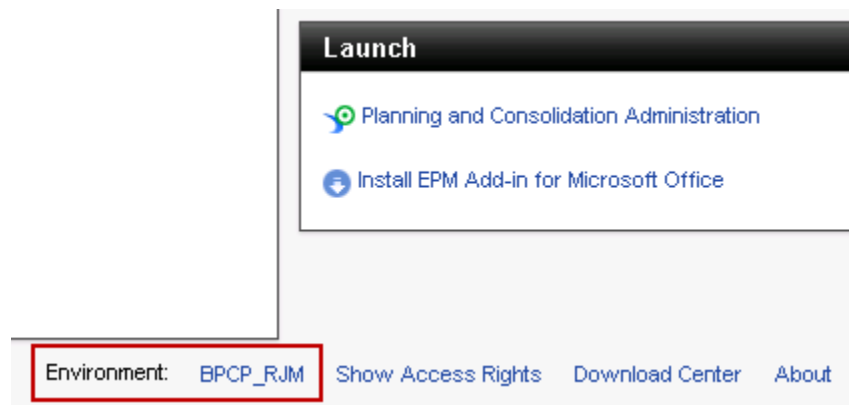 Launch
Planning and Consolidation Administration
Install EPM Add-in for Microsoft Office
Environment: BPCP_RJM Show Access Rights Download Center About